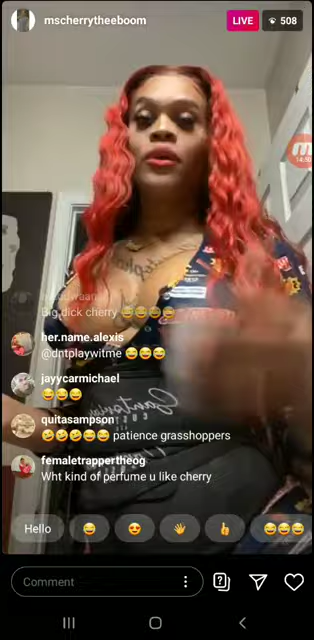 mscherrytheeboom
LIVE
508
Big dick cherry 😂😂😂😂
her.name.alexis
@dntplaywitme 😂😂😂
jayycarmichael
😂😂😂
quitasampson
🤣🤣🤣😂😂 patience grasshoppers
femaletrappertheog
Wht kind of perfume u like cherry
Hello 😂 😍 👋 👍 😂😂😂
Comment